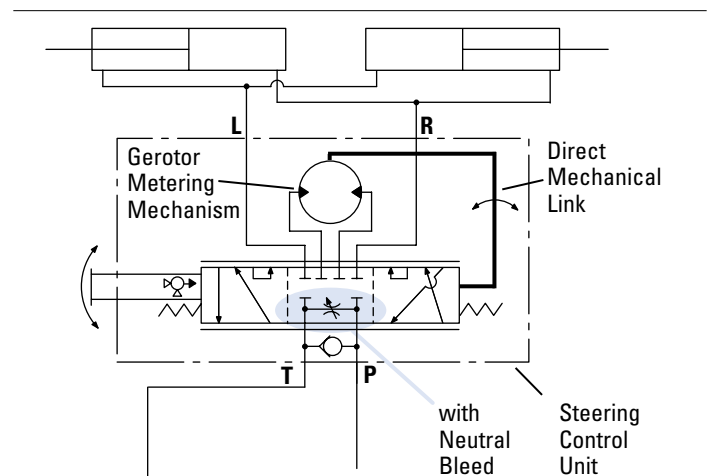 L
R
Gerotor
Metering
Mechanism
Direct
Mechanical
Link
T
P
with
Neutral
Bleed
Steering
Control
Unit